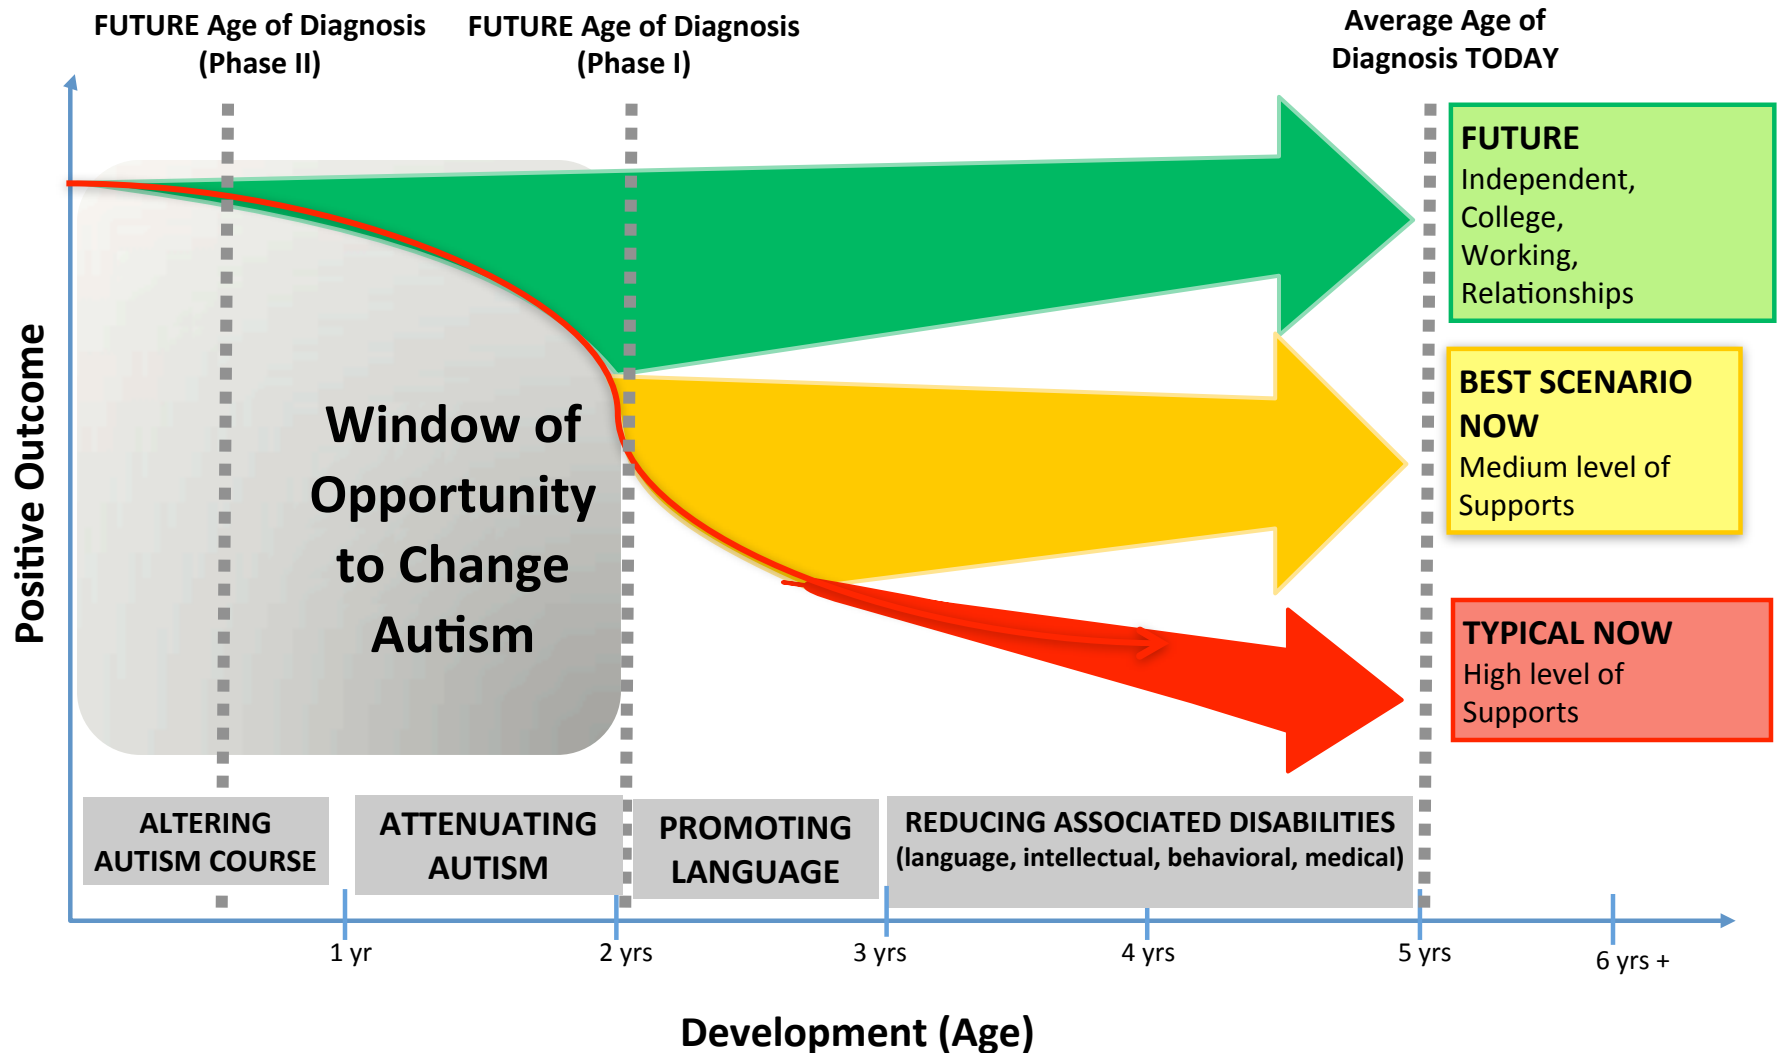 FUTURE Age of Diagnosis
(Phase II)
FUTURE Age of Diagnosis
(Phase I)
Average Age of
Diagnosis TODAY
Positive Outcome
Window of
Opportunity
to Change
Autism
FUTURE
Independent,
College,
Working,
Relationships
BEST SCENARIO
NOW
Medium level of
Supports
TYPICAL NOW
High level of
Supports
ALTERING
AUTISM COURSE
ATTENUATING
AUTISM
PROMOTING
LANGUAGE
REDUCING ASSOCIATED DISABILITIES
(language, intellectual, behavioral, medical)
1 yr
2 yrs
3 yrs
4 yrs
5 yrs
6 yrs +
Development (Age)